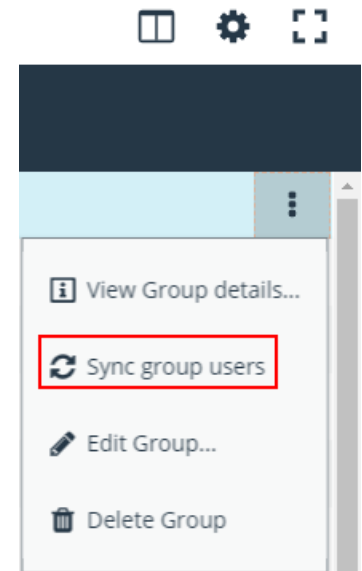 View Group details...
Sync group users
Edit Group...
Delete Group